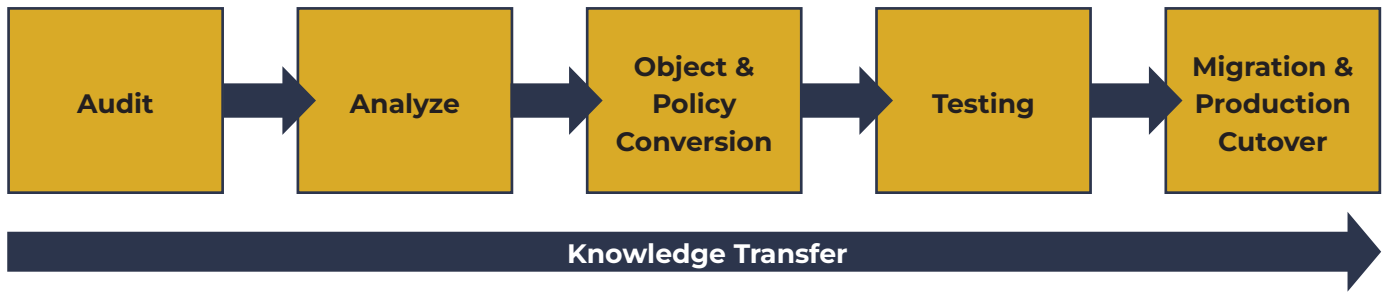 Audit
Analyze
Object &
Policy
Conversion
Testing
Migration &
Production
Cutover
Knowledge Transfer